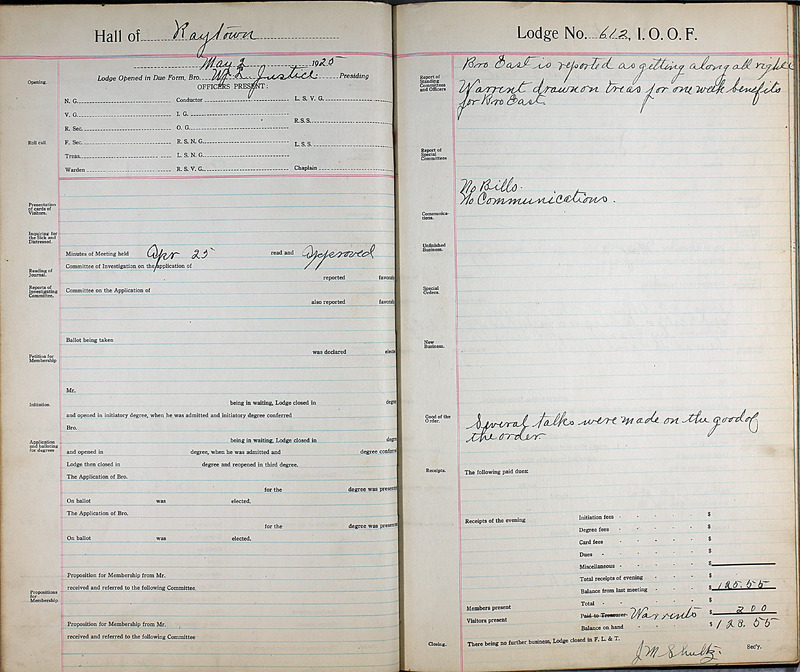 Hall of Raytown
May 2 1925
Opening.
Lodge Opened in Due Form, Bro. Justice. Presiding
OFFICERS PRESENT:
N. G. Conductor L. S. V. G.
V. G. I. G.
R. S. S.
R. Sec. O. G.
Roll call
F. Sec. R. S. N. G. L. S. S.
Treas. L. S. N. G.
Warden R. S. V. G. Chaplain
Presentation
of cards of
Visitors.
Inquiring for
the Sick and
Distressed.
Minutes of Meeting held Apr 25 read and Approved
Reading of
Journal.
Committee of Investigation on the application of
reported favorab
Reports of
Investigating
Committee.
Committee on the Application of
also reported favorab
Ballot being taken
was declared elect
Petition for
Membership
Mr.
Initiation.
being in waiting, Lodge closed in degre
and opened in initiatory degree, when he was admitted and initiatory degree conferred
Bro.
being in waiting, Lodge closed in degre
Application
and balloting
for degrees
and opened in degree, when he was admitted and degree conferre
Lodge then closed in degree and reopened in third degree.
The Application of Bro.
for the degree was present
On ballot was elected.
The Application of Bro.
for the degree was present
On ballot was elected.
Proposition for Membership from Mr.
received and referred to the following Committee
Propositions
for
Membership
Proposition for Membership from Mr.
received and referred to the following Committee
Lodge No. 612, I. O. O. F.
Report of
Standing
Committees
and Officers
Bro East is reported as getting along all right
Warrent drawn on treas for one week benefits
for Bro East
Report of
Special
Committees
No Bills.
No Communications.
Communica-
tions.
Unfinished
Business.
Special
Orders.
New
Business.
Good of the
Order.
Several talks were made on the good of
the order
Receipts.
The following paid dues:
Receipts of the evening
Initiation fees $
Degree fees $
Card fees $
Dues $
Miscellaneous $
Total receipts of evening $
Balance from last meeting $
Total $
Members present
Paid to Treasurer Warrents $ 200
Visitors present
Balance on hand $ 128.55
Closing.
There being no further business, Lodge closed in F. L. & T.
J M Shultz. Sec'y.